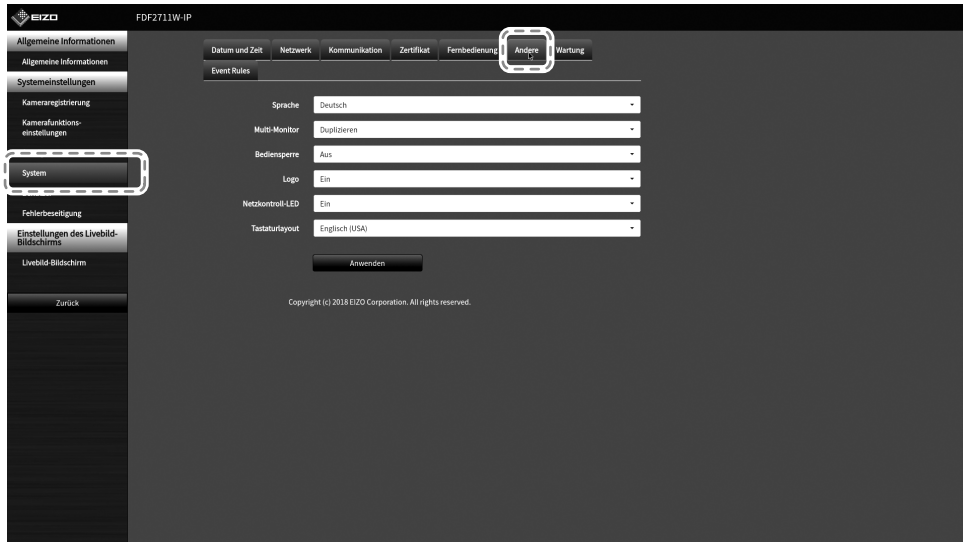 EIZO
FDF2711W-IP
Allgemeine Informationen
Allgemeine Informationen
Systemeinstellungen
Kameraregistrierung
Kamerafunktions-
einstellungen
System
Fehlerbeseitigung
Einstellungen des Livebild-
Bildschirms
Livebild-Bildschirm
Zurück
Datum und Zeit Netzwerk Kommunikation Zertifikat Fernbedienung Andere Wartung
Event Rules
Sprache Deutsch
Multi-Monitor Duplizieren
Bediensperre Aus
Logo Ein
Netzkontroll-LED Ein
Tastaturlayout Englisch (USA)
Anwenden
Copyright (c) 2018 EIZO Corporation. All rights reserved.